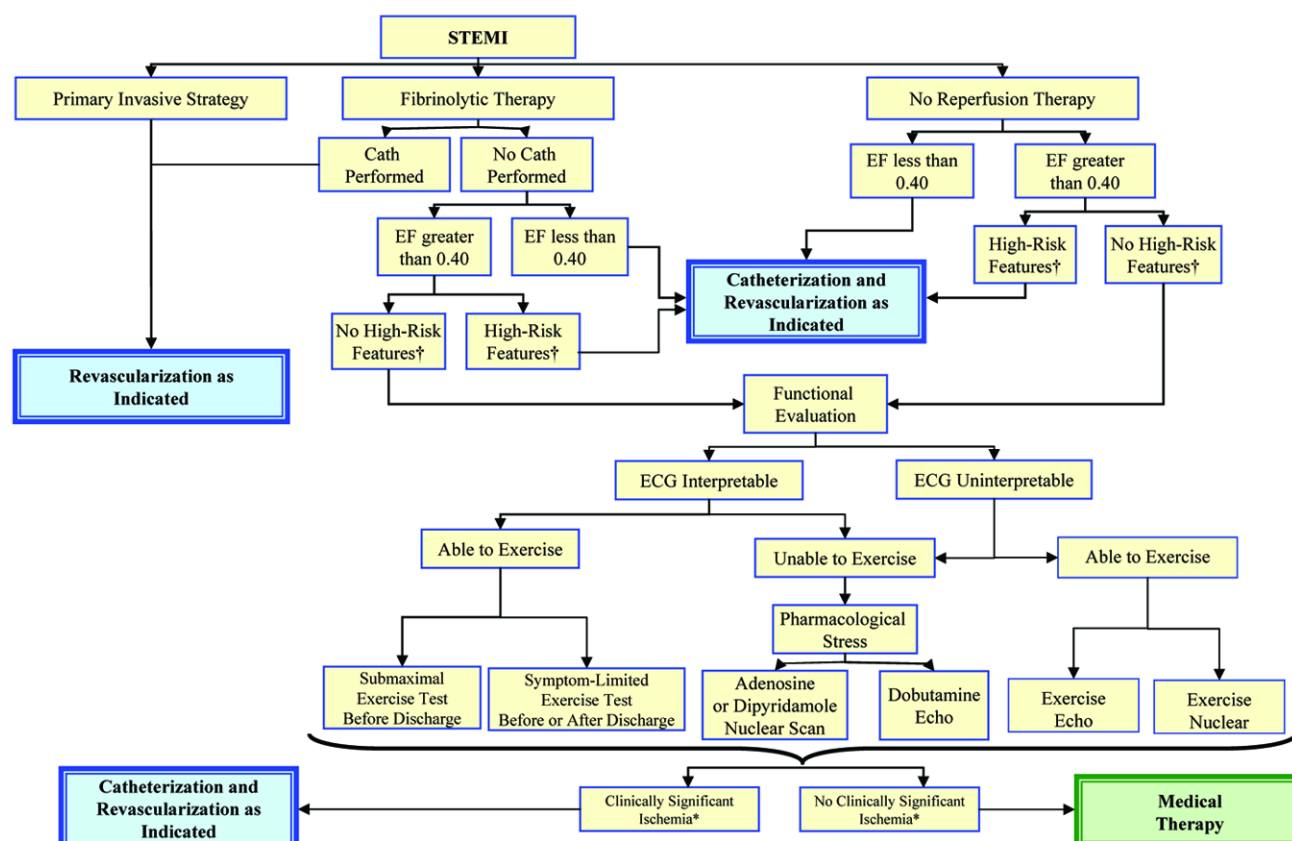 STEMI
Primary Invasive Strategy
Fibrinolytic Therapy
No Reperfusion Therapy
Cath
Performed
No Cath
Performed
EF less than
0.40
EF greater
than 0.40
EF greater
than 0.40
EF less than
0.40
High-Risk
Features†
No High-Risk
Features†
Catheterization and
Revascularization as
Indicated
No High-Risk
Features†
High-Risk
Features†
Revascularization as
Indicated
Functional
Evaluation
ECG Interpretable
ECG Uninterpretable
Able to Exercise
Unable to Exercise
Able to Exercise
Pharmacological
Stress
Submaximal
Exercise Test
Before Discharge
Symptom-Limited
Exercise Test
Before or After Discharge
Adenosine
or Dipyridamole
Nuclear Scan
Dobutamine
Echo
Exercise
Echo
Exercise
Nuclear
Catheterization and
Revascularization as
Indicated
Clinically Significant
Ischemia*
No Clinically Significant
Ischemia*
Medical
Therapy